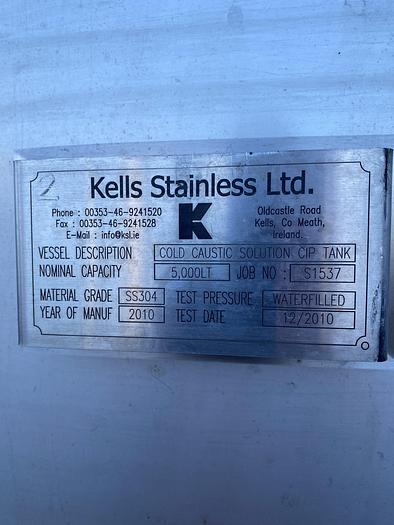 2
Kells Stainless Ltd.
Phone : 00353-46-9241520
Fax : 00353-46-9241528
E-Mail : info@ksl.ie
K
Oldcastle Road
Kells, Co Meath,
Ireland.
VESSEL DESCRIPTION COLD CAUSTIC SOLUTION CIP TANK
NOMINAL CAPACITY 5,000LT JOB NO : S1537
MATERIAL GRADE SS304 TEST PRESSURE WATERFILLED
YEAR OF MANUF 2010 TEST DATE 12/2010